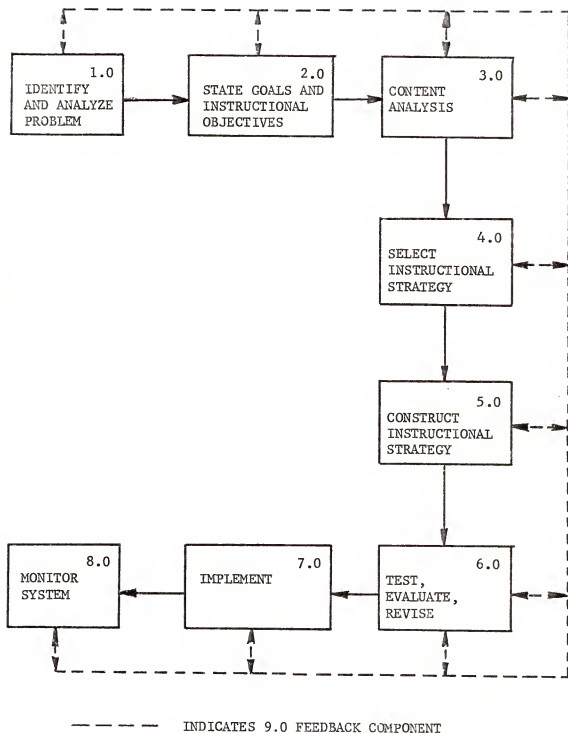 1.0
IDENTIFY
AND ANALYZE
PROBLEM
2.0
STATE GOALS AND
INSTRUCTIONAL
OBJECTIVES
3.0
CONTENT
ANALYSIS
4.0
SELECT
INSTRUCTIONAL
STRATEGY
5.0
CONSTRUCT
INSTRUCTIONAL
STRATEGY
6.0
TEST,
EVALUATE,
REVISE
7.0
IMPLEMENT
8.0
MONITOR
SYSTEM
INDICATES 9.0 FEEDBACK COMPONENT